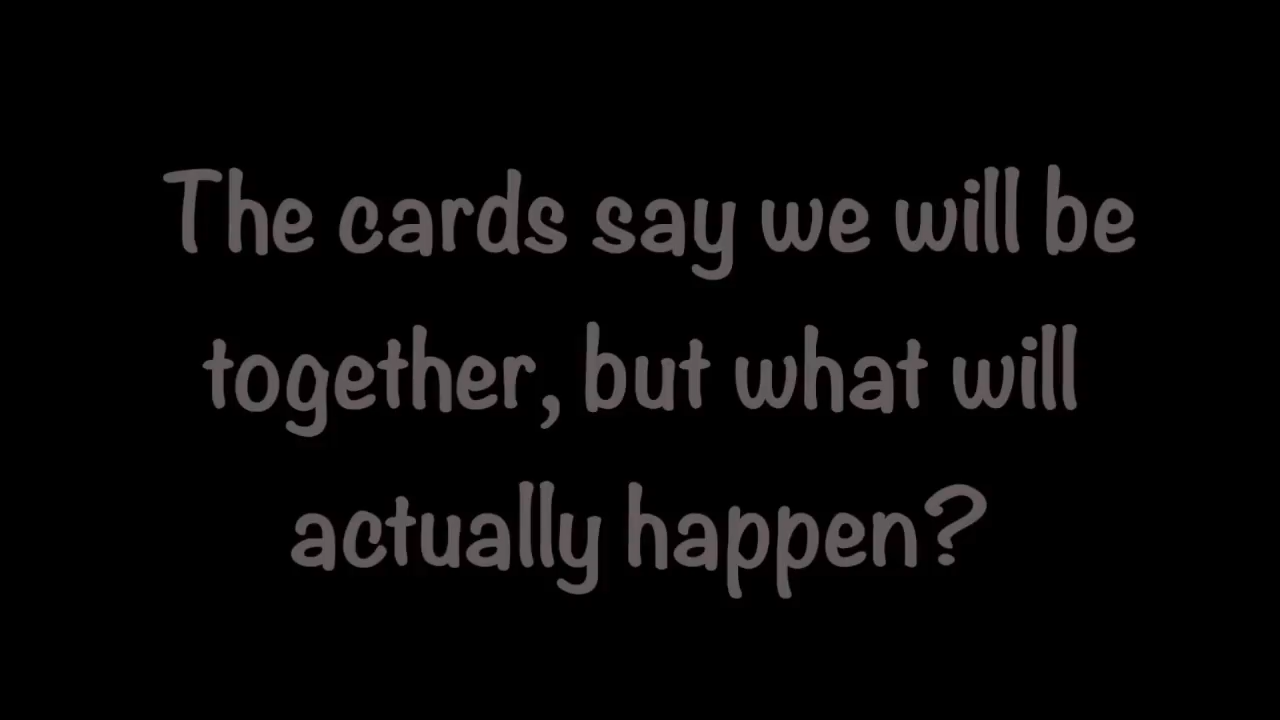 The cards say we will be
together, but what will
actually happen?